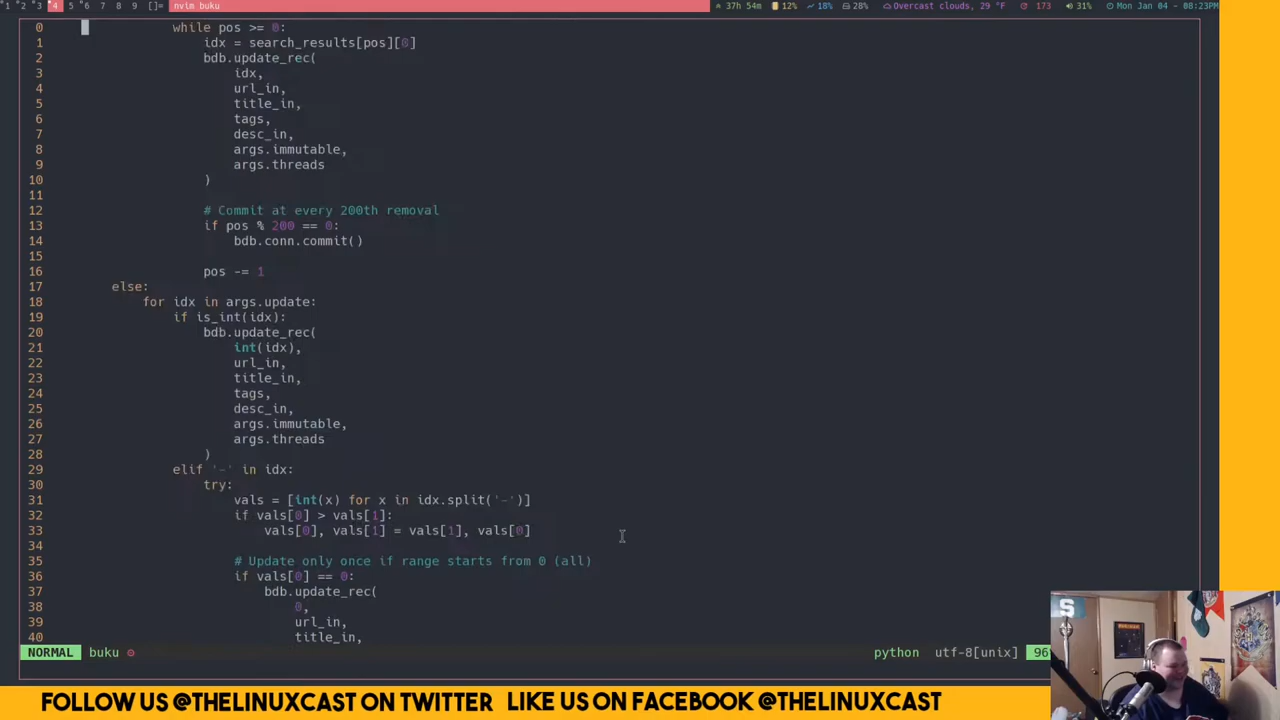 1 2 3 4 5 6 7 8 9 []= nvim buku 37h 54m 12% 18% 28% Overcast clouds, 29 °F 173 31% Mon Jan 04 - 08:23PM
0 while pos >= 0:
1 idx = search_results[pos][0]
2 bdb.update_rec(
3 idx,
4 url_in,
5 title_in,
6 tags,
7 desc_in,
8 args.immutable,
9 args.threads
10 )
11
12 # Commit at every 200th removal
13 if pos % 200 == 0:
14 bdb.conn.commit()
15
16 pos -= 1
17 else:
18 for idx in args.update:
19 if is_int(idx):
20 bdb.update_rec(
21 int(idx),
22 url_in,
23 title_in,
24 tags,
25 desc_in,
26 args.immutable,
27 args.threads
28 )
29 elif '-' in idx:
30 try:
31 vals = [int(x) for x in idx.split('-')]
32 if vals[0] > vals[1]:
33 vals[0], vals[1] = vals[1], vals[0]
34
35 # Update only once if range starts from 0 (all)
36 if vals[0] == 0:
37 bdb.update_rec(
38 0,
39 url_in,
40 title_in,
NORMAL buku python utf-8[unix] 96
S
FOLLOW US @THELINUXCAST ON TWITTER LIKE US ON FACEBOOK @THELINUXCAST